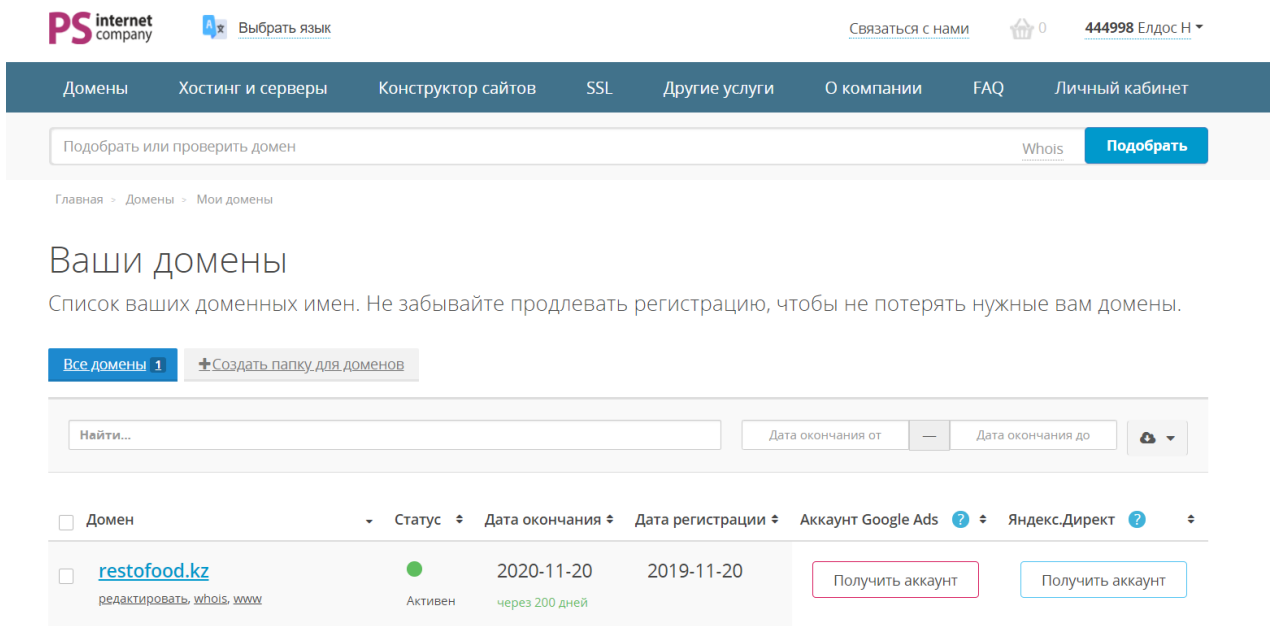 PS internet company
Выбрать язык
Связаться с нами
0
444998 Елдос Н
Домены Хостинг и серверы Конструктор сайтов SSL Другие услуги О компании FAQ Личный кабинет
Подобрать или проверить домен Whois Подобрать
Главная > Домены > Мои домены
Ваши домены
Список ваших доменных имен. Не забывайте продлевать регистрацию, чтобы не потерять нужные вам домены.
Все домены 1 +Создать папку для доменов
Найти... Дата окончания от — Дата окончания до
Домен Статус Дата окончания Дата регистрации Аккаунт Google Ads ? Яндекс.Директ ?
restofood.kz 2020-11-20 2019-11-20 Получить аккаунт Получить аккаунт
редактировать, whois, www Активен через 200 дней